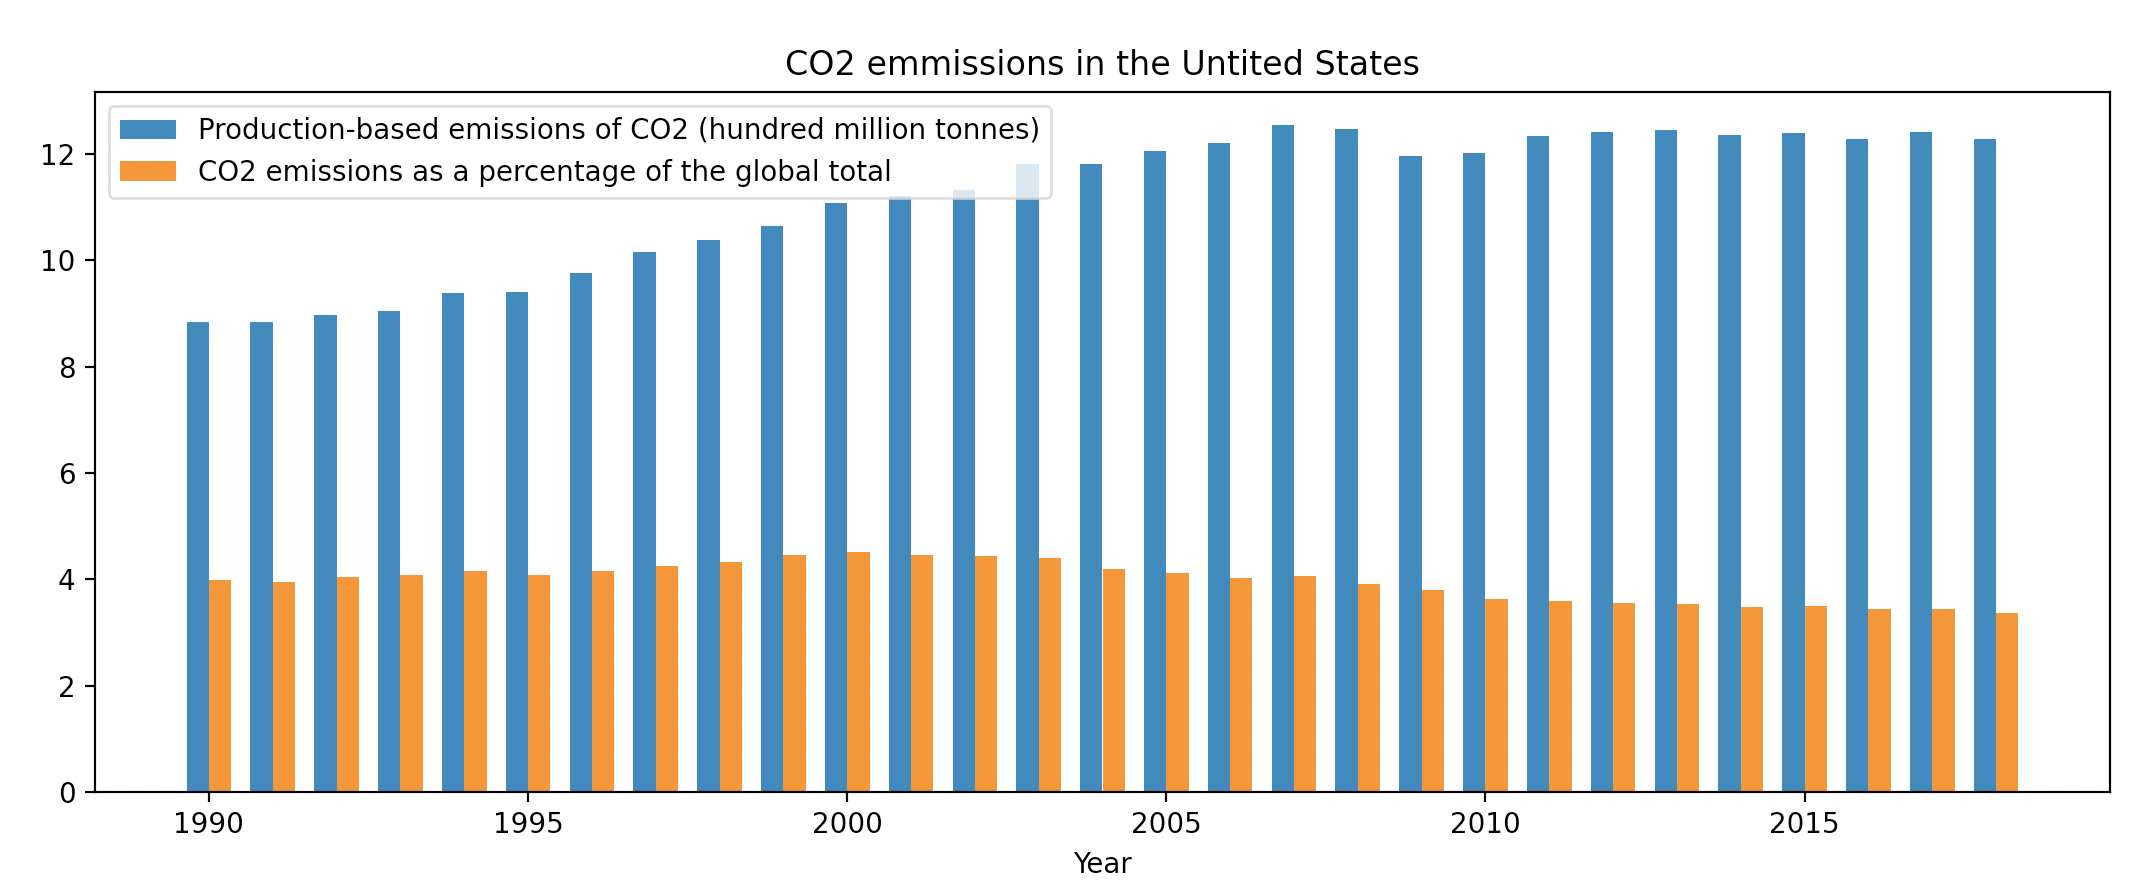 CO2 emmissions in the Untited States
Production-based emissions of CO2 (hundred million tonnes)
CO2 emissions as a percentage of the global total
12
10
8
6
4
2
0
1990 1995 2000 2005 2010 2015
Year